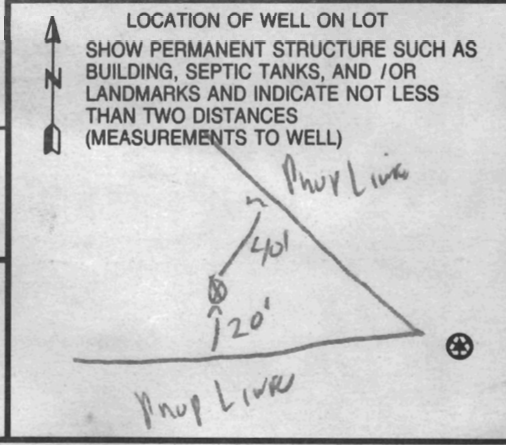 LOCATION OF WELL ON LOT
SHOW PERMANENT STRUCTURE SUCH AS
BUILDING, SEPTIC TANKS, AND /OR
LANDMARKS AND INDICATE NOT LESS
THAN TWO DISTANCES
(MEASUREMENTS TO WELL)
N
Prop Line
40'
20'
Prop Line